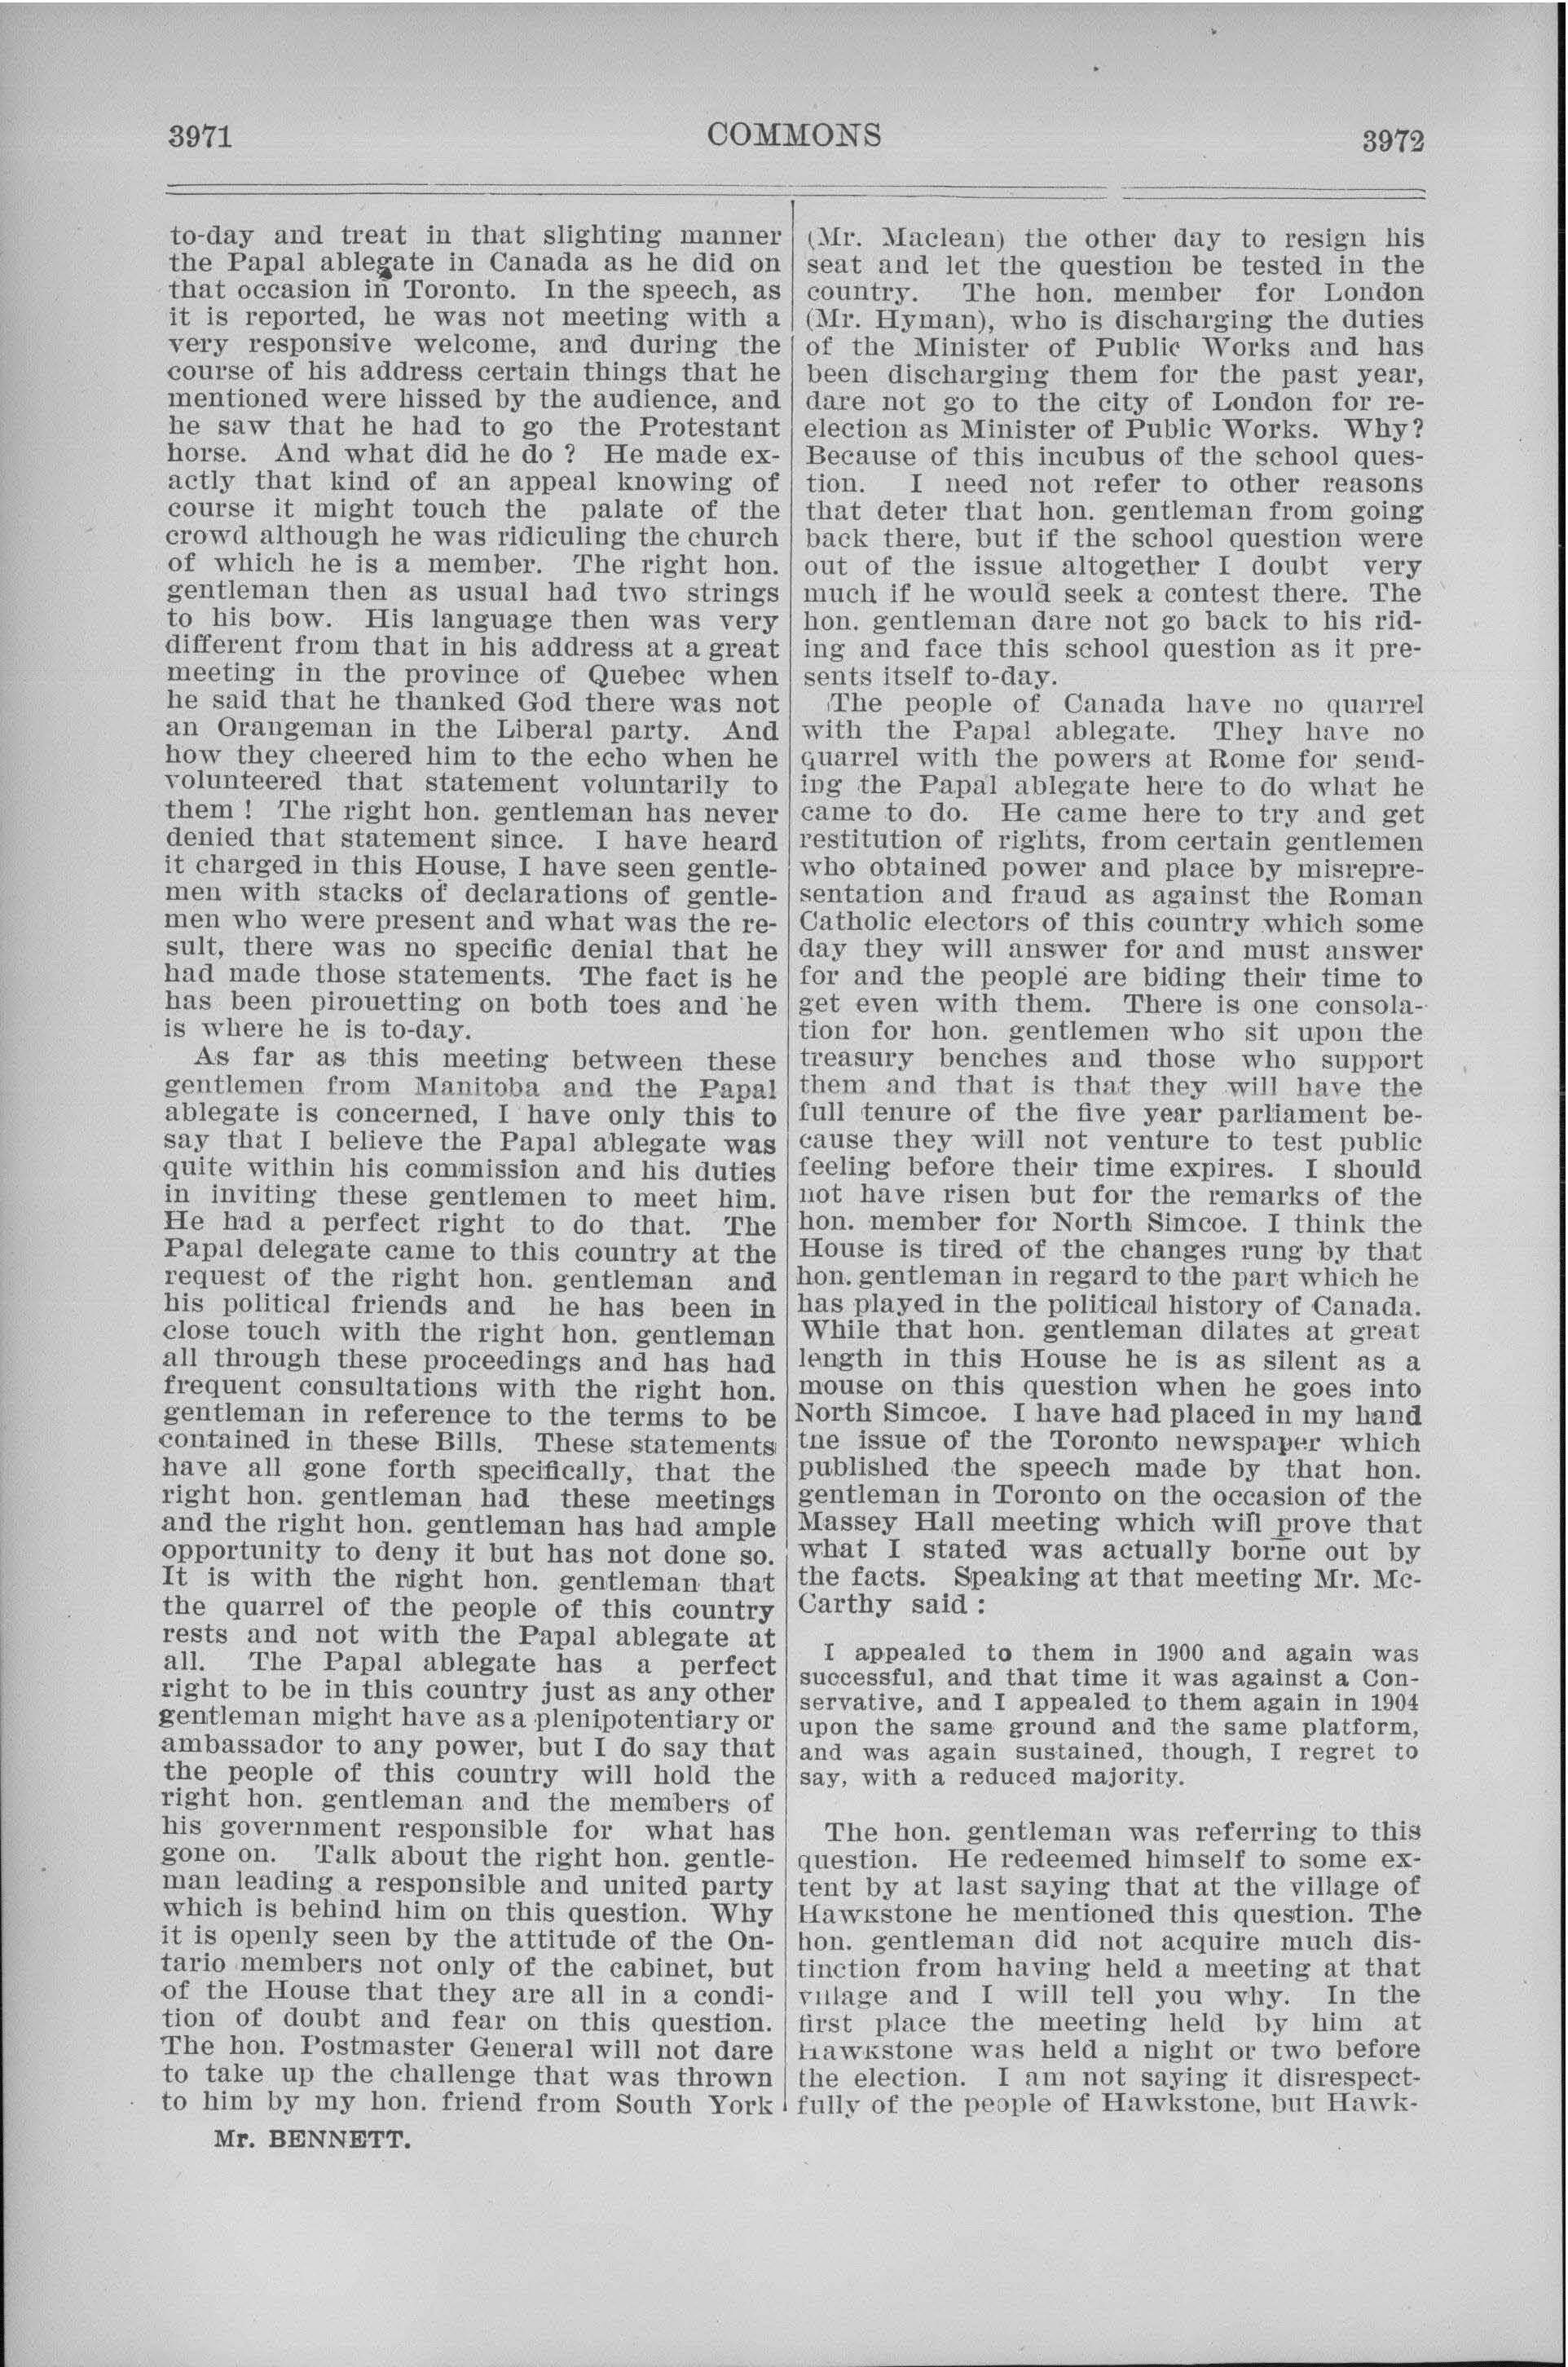 3971
COMMONS
3972
to-day and treat in that slighting manner
the Papal ablegate in Canada as he did on
that occasion in Toronto. In the speech, as
it is reported, he was not meeting with a
very responsive welcome, and during the
course of his address certain things that he
mentioned were hissed by the audience, and
he saw that he had to go the Protestant
horse. And what did he do ? He made ex-
actly that kind of an appeal knowing of
course it might touch the palate of the
crowd although he was ridiculing the church
of which he is a member. The right hon.
gentleman then as usual had two strings
to his bow. His language then was very
different from that in his address at a great
meeting in the province of Quebec when
he said that he thanked God there was not
an Orangeman in the Liberal party. And
how they cheered him to the echo when he
volunteered that statement voluntarily to
them ! The right hon. gentleman has never
denied that statement since. I have heard
it charged in this House, I have seen gentle-
men with stacks of declarations of gentle-
men who were present and what was the re-
sult, there was no specific denial that he
had made those statements. The fact is he
has been pirouetting on both toes and he
is where he is to-day.
As far as this meeting between these
gentlemen from Manitoba and the Papal
ablegate is concerned, I have only this to
say that I believe the Papal ablegate was
quite within his commission and his duties
in inviting these gentlemen to meet him.
He had a perfect right to do that. The
Papal delegate came to this country at the
request of the right hon. gentleman and
his political friends and he has been in
close touch with the right hon. gentleman
all through these proceedings and has had
frequent consultations with the right hon.
gentleman in reference to the terms to be
contained in these Bills. These statements
have all gone forth specifically, that the
right hon. gentleman had these meetings
and the right hon. gentleman has had ample
opportunity to deny it but has not done so.
It is with the right hon. gentleman that
the quarrel of the people of this country
rests and not with the Papal ablegate at
all. The Papal ablegate has a perfect
right to be in this country just as any other
gentleman might have as a plenipotentiary or
ambassador to any power, but I do say that
the people of this country will hold the
right hon. gentleman and the members of
his government responsible for what has
gone on. Talk about the right hon. gentle-
man leading a responsible and united party
which is behind him on this question. Why
it is openly seen by the attitude of the On-
tario members not only of the cabinet, but
of the House that they are all in a condi-
tion of doubt and fear on this question.
The hon. Postmaster General will not dare
to take up the challenge that was thrown
to him by my hon. friend from South York
Mr. BENNETT.
(Mr. Maclean) the other day to resign his
seat and let the question be tested in the
country. The hon. member for London
(Mr. Hyman), who is discharging the duties
of the Minister of Public Works and has
been discharging them for the past year,
dare not go to the city of London for re-
election as Minister of Public Works. Why?
Because of this incubus of the school ques-
tion. I need not refer to other reasons
that deter that hon. gentleman from going
back there, but if the school question were
out of the issue altogether I doubt very
much if he would seek a contest there. The
hon. gentleman dare not go back to his rid-
ing and face this school question as it pre-
sents itself to-day.
The people of Canada have no quarrel
with the Papal ablegate. They have no
quarrel with the powers at Rome for send-
ing the Papal ablegate here to do what he
came to do. He came here to try and get
restitution of rights, from certain gentlemen
who obtained power and place by misrepre-
sentation and fraud as against the Roman
Catholic electors of this country which some
day they will answer for and must answer
for and the people are biding their time to
get even with them. There is one consola-
tion for hon. gentlemen who sit upon the
treasury benches and those who support
them and that is that they will have the
full tenure of the five year parliament be-
cause they will not venture to test public
feeling before their time expires. I should
not have risen but for the remarks of the
hon. member for North Simcoe. I think the
House is tired of the changes rung by that
hon. gentleman in regard to the part which he
has played in the political history of Canada.
While that hon. gentleman dilates at great
length in this House he is as silent as a
mouse on this question when he goes into
North Simcoe. I have had placed in my hand
tne issue of the Toronto newspaper which
published the speech made by that hon.
gentleman in Toronto on the occasion of the
Massey Hall meeting which will prove that
what I stated was actually borne out by
the facts. Speaking at that meeting Mr. Mc-
Carthy said :
I appealed to them in 1900 and again was
successful, and that time it was against a Con-
servative, and I appealed to them again in 1904
upon the same ground and the same platform,
and was again sustained, though, I regret to
say, with a reduced majority.
The hon. gentleman was referring to this
question. He redeemed himself to some ex-
tent by at last saying that at the village of
Hawkstone he mentioned this question. The
hon. gentleman did not acquire much dis-
tinction from having held a meeting at that
village and I will tell you why. In the
first place the meeting held by him at
Hawkstone was held a night or two before
the election. I am not saying it disrespect-
fully of the people of Hawkstone, but Hawk-